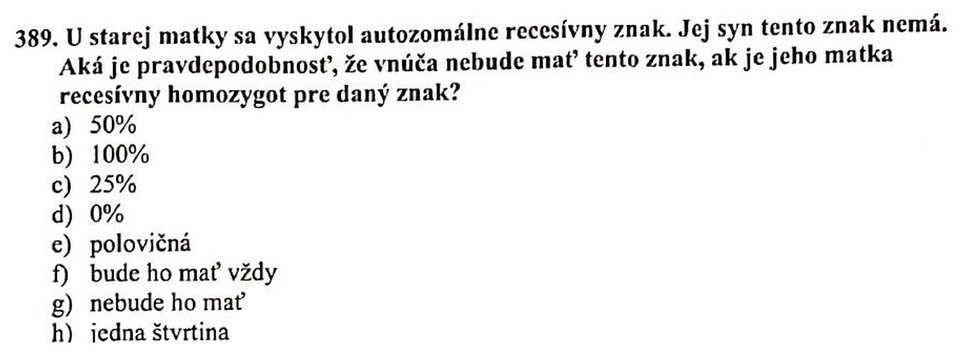 389. U starej matky sa vyskytol autozomálne recesívny znak. Jej syn tento znak nemá.
Aká je pravdepodobnosť, že vnúča nebude mať tento znak, ak je jeho matka
recesívny homozygot pre daný znak?
a) 50%
b) 100%
c) 25%
d) 0%
e) polovičná
f) bude ho mať vždy
g) nebude ho mať
h) jedna štvrtina